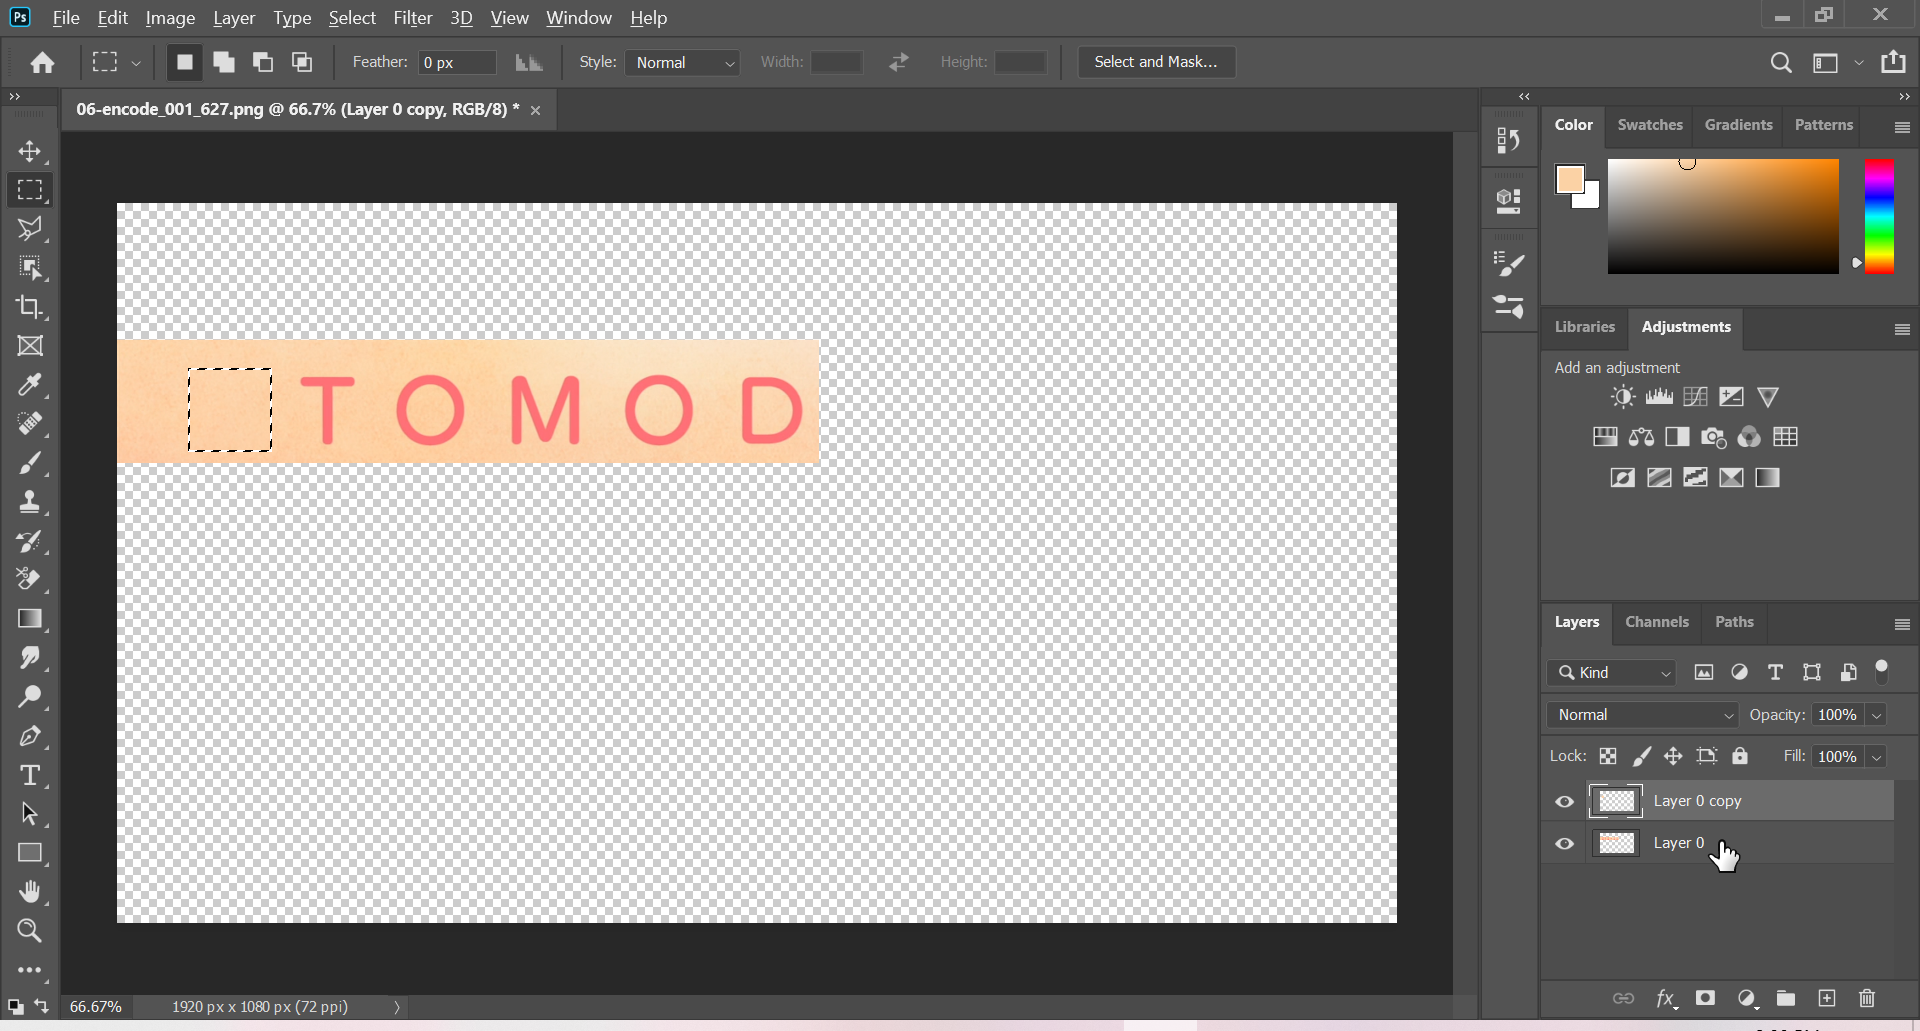 Ps File Edit Image Layer Type Select Filter 3D View Window Help
Feather: 0 px Style: Normal Width: Height: Select and Mask...
06-encode_001_627.png @ 66.7% (Layer 0 copy, RGB/8) *
TOMOD
Color Swatches Gradients Patterns
Libraries Adjustments
Add an adjustment
Layers Channels Paths
Kind
Normal Opacity: 100%
Lock: Fill: 100%
Layer 0 copy
Layer 0
66.67% 1920 px x 1080 px (72 ppi)